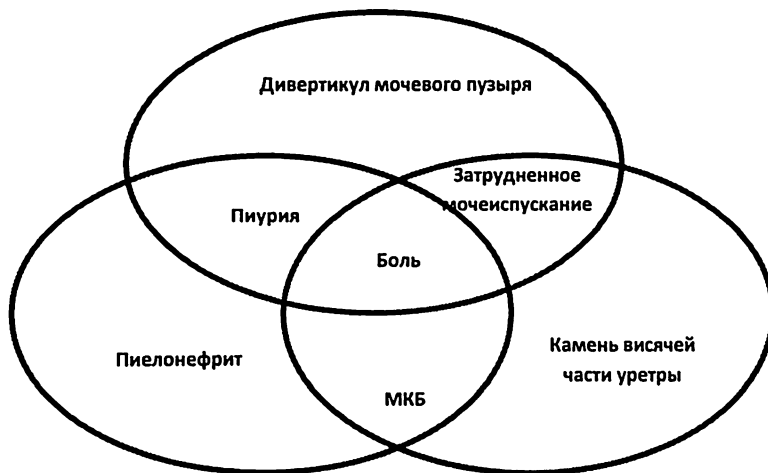 Дивертикул мочевого пузыря
Затрудненное
мочеиспускание
Пиурия
Боль
Пиелонефрит
Камень висячей
части уретры
МКБ